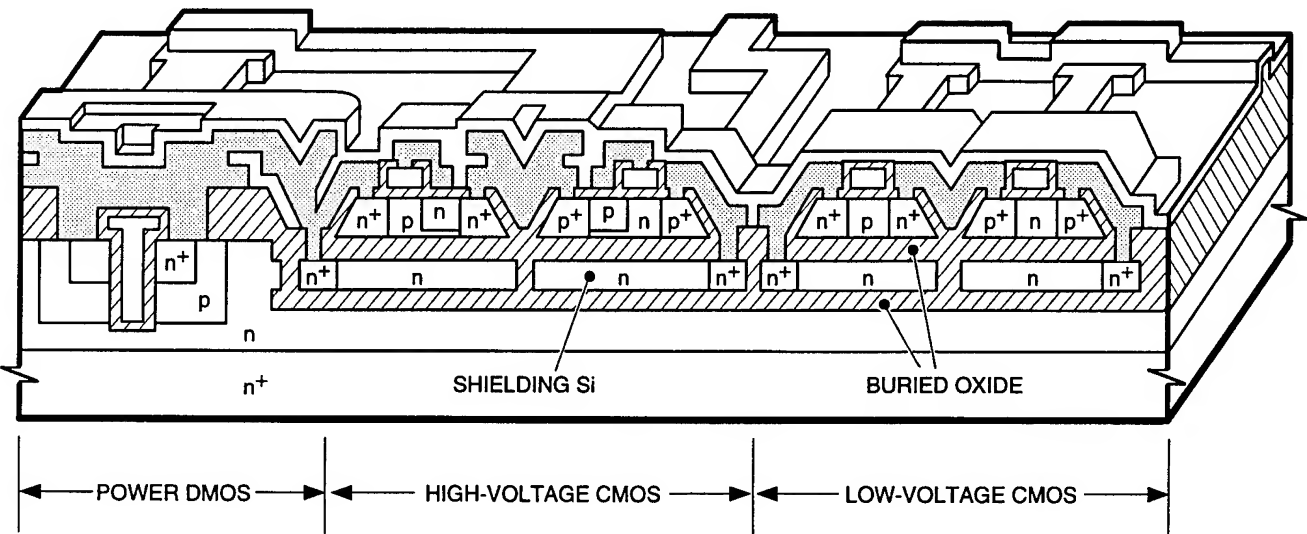 n+ p n n+ p+ p n p+ n+ p n+ p+ n p+
n+
p
n+ n n n+ n+ n n n+
n
n+
SHIELDING Si
BURIED OXIDE
POWER DMOS
HIGH-VOLTAGE CMOS
LOW-VOLTAGE CMOS